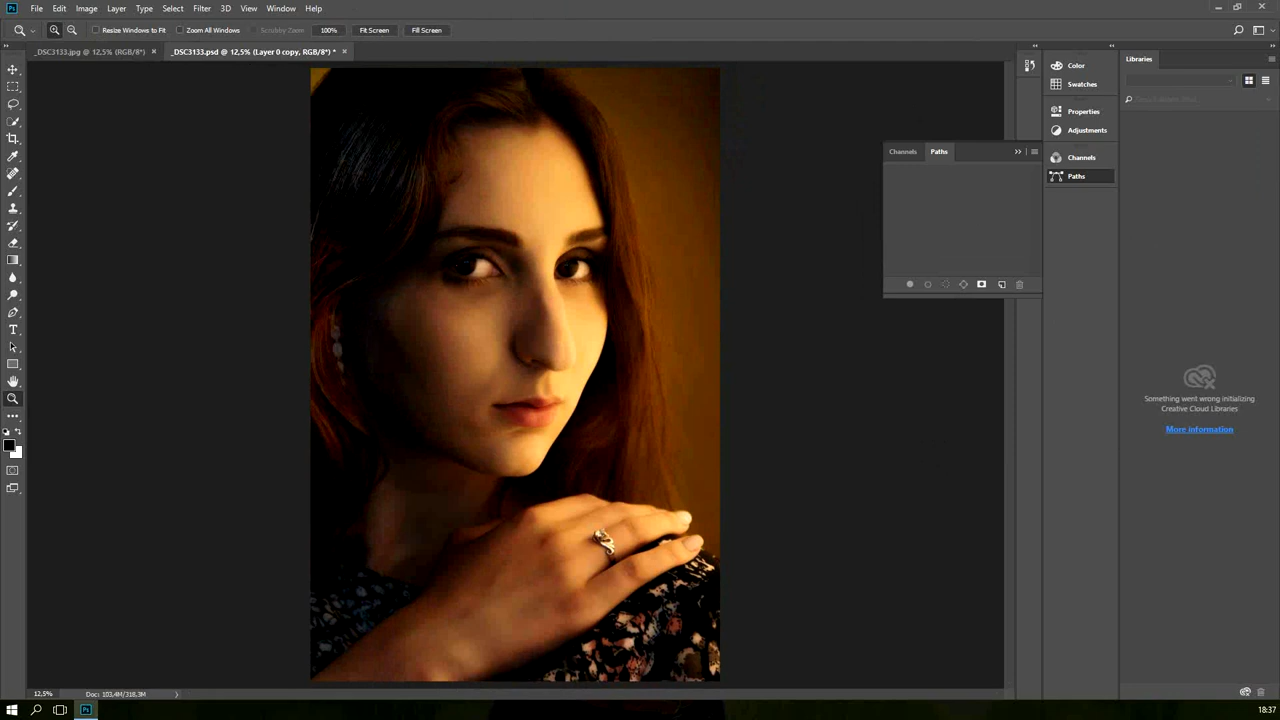 Ps File Edit Image Layer Type Select Filter 3D View Window Help
Resize Windows to Fit Zoom All Windows Scrubby Zoom 100% Fit Screen Fill Screen
_DSC3133.jpg @ 12,5% (RGB/8*) × _DSC3133.psd @ 12,5% (Layer 0 copy, RGB/8*) * ×
Libraries
Color
Swatches
Properties
Adjustments
Channels
Paths
Channels Paths
Something went wrong initializing
Creative Cloud Libraries
More information
12,5% Doc: 103,4M/318,3M
Ps 18:37